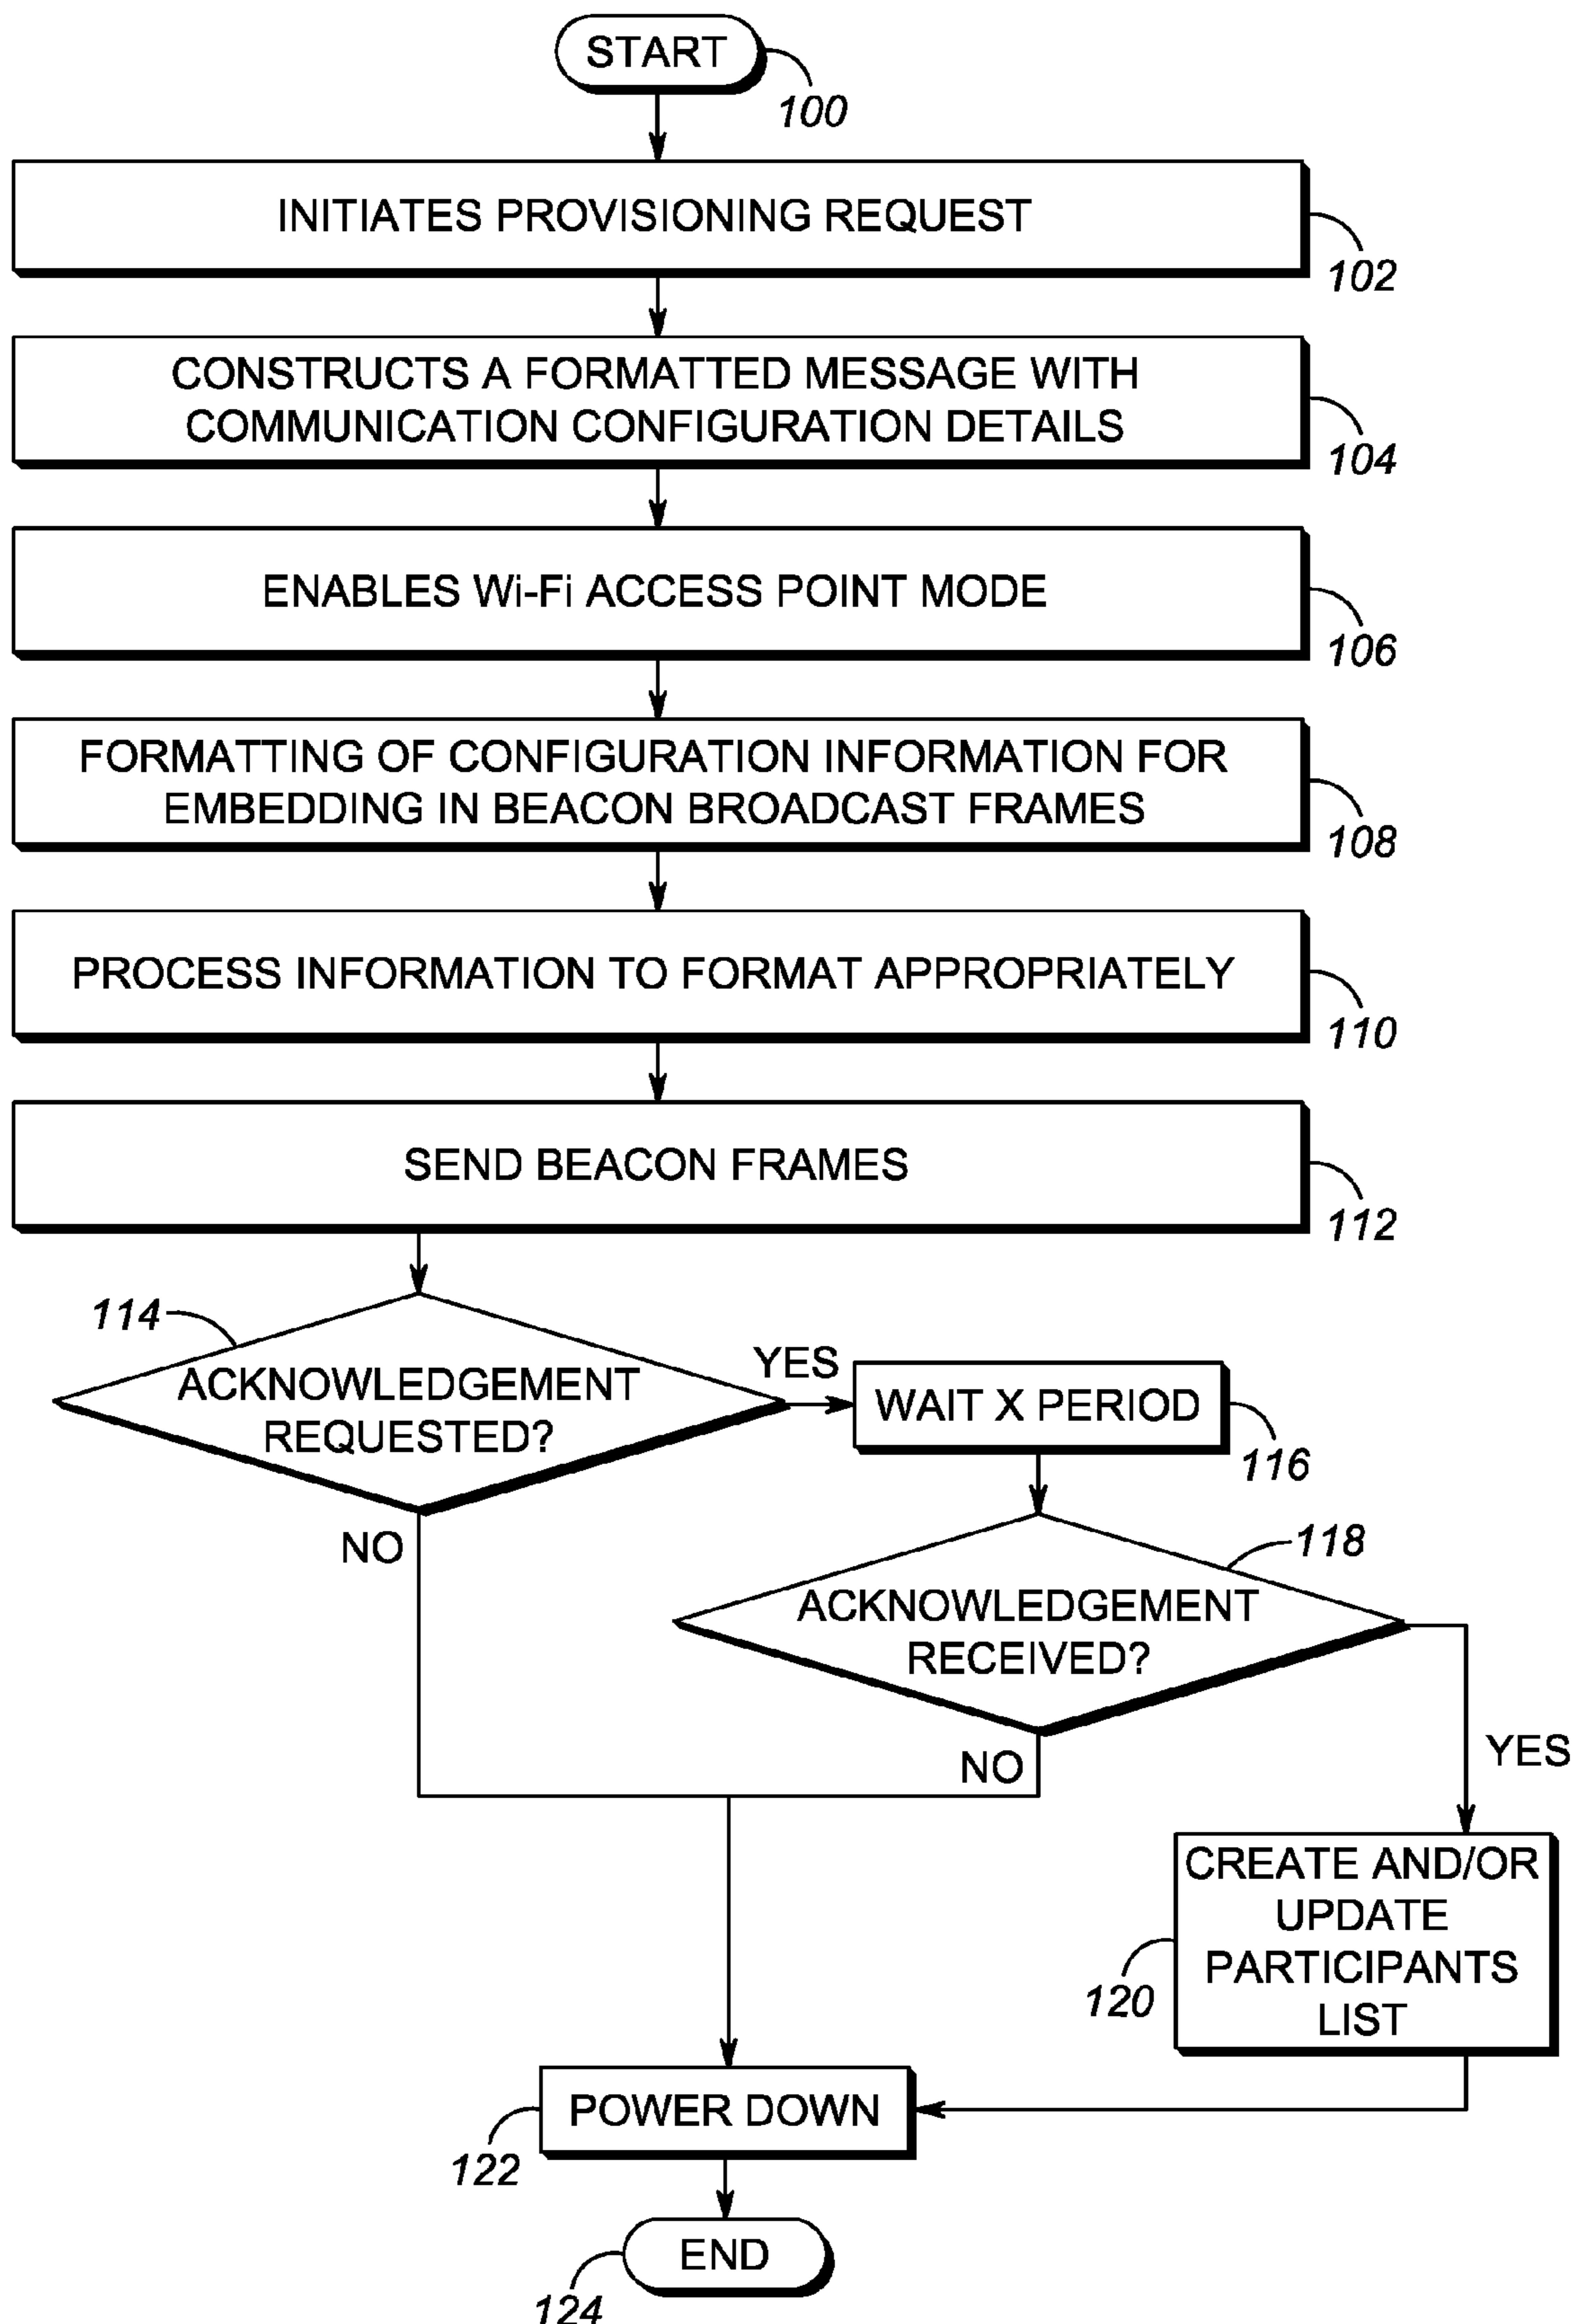 START
100
INITIATES PROVISIONING REQUEST
102
CONSTRUCTS A FORMATTED MESSAGE WITH
COMMUNICATION CONFIGURATION DETAILS
104
ENABLES Wi-Fi ACCESS POINT MODE
106
FORMATTING OF CONFIGURATION INFORMATION FOR
EMBEDDING IN BEACON BROADCAST FRAMES
108
PROCESS INFORMATION TO FORMAT APPROPRIATELY
110
SEND BEACON FRAMES
112
114
ACKNOWLEDGEMENT
REQUESTED?
YES
WAIT X PERIOD
116
NO
118
ACKNOWLEDGEMENT
RECEIVED?
NO
YES
CREATE AND/OR
UPDATE
PARTICIPANTS
LIST
120
POWER DOWN
122
END
124